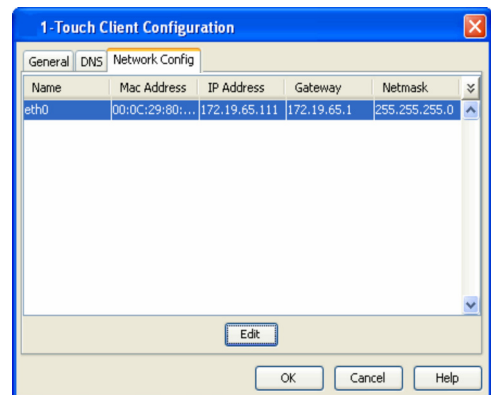 1-Touch Client Configuration
General DNS Network Config
Name Mac Address IP Address Gateway Netmask
eth0 00:0C:29:80:... 172.19.65.111 172.19.65.1 255.255.255.0
Edit
OK Cancel Help